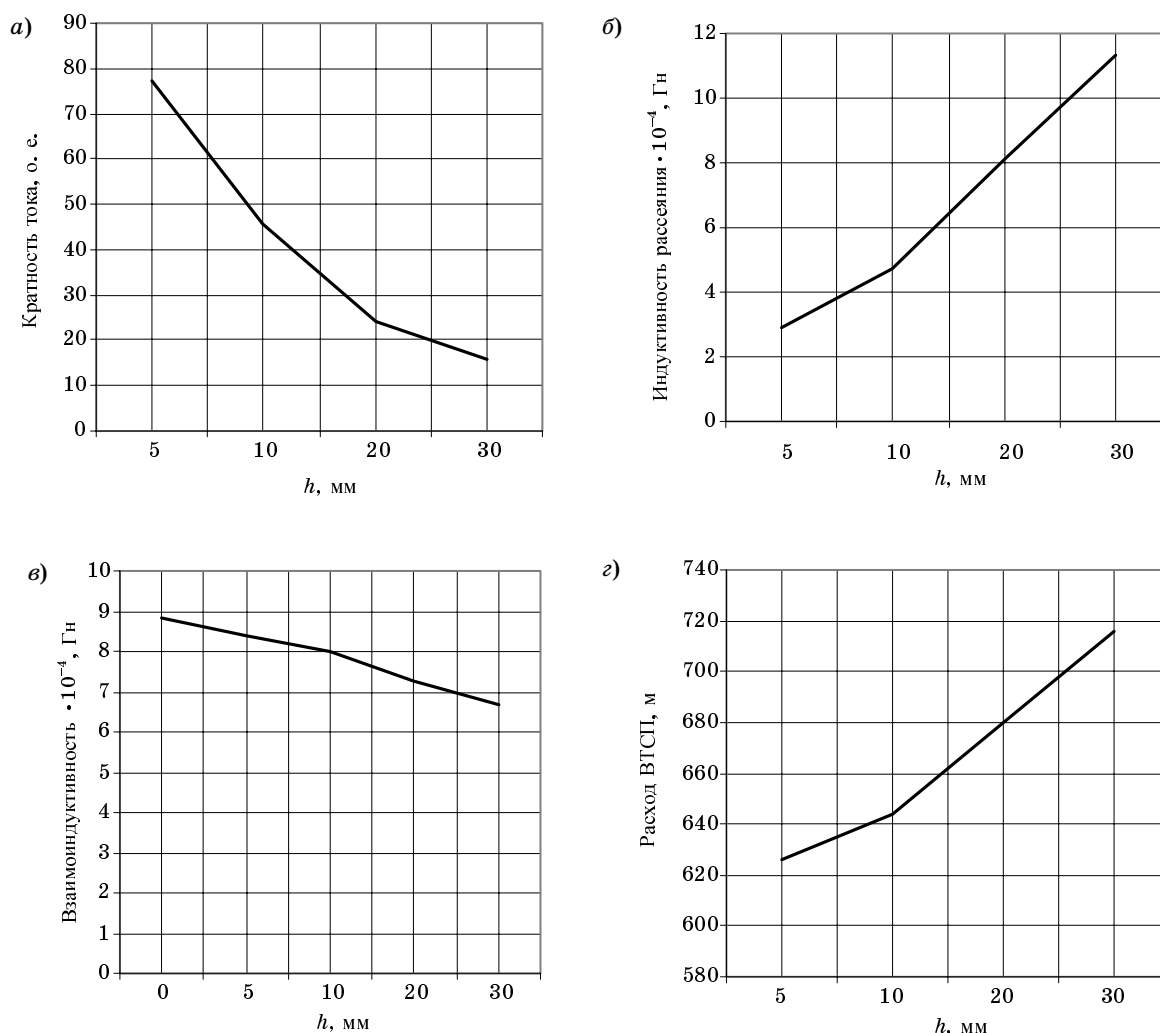 а)
Кратность тока, о. е.
90
80
70
60
50
40
30
20
10
0
5 10 20 30
h, мм
б)
Индуктивность рассеяния • 10⁻⁴, Гн
12
10
8
6
4
2
0
5 10 20 30
h, мм
в)
Взаимоиндуктивность • 10⁻⁴, Гн
10
9
8
7
6
5
4
3
2
1
0
0 5 10 20 30
h, мм
г)
Расход ВТСП, м
740
720
700
680
660
640
620
600
580
5 10 20 30
h, мм